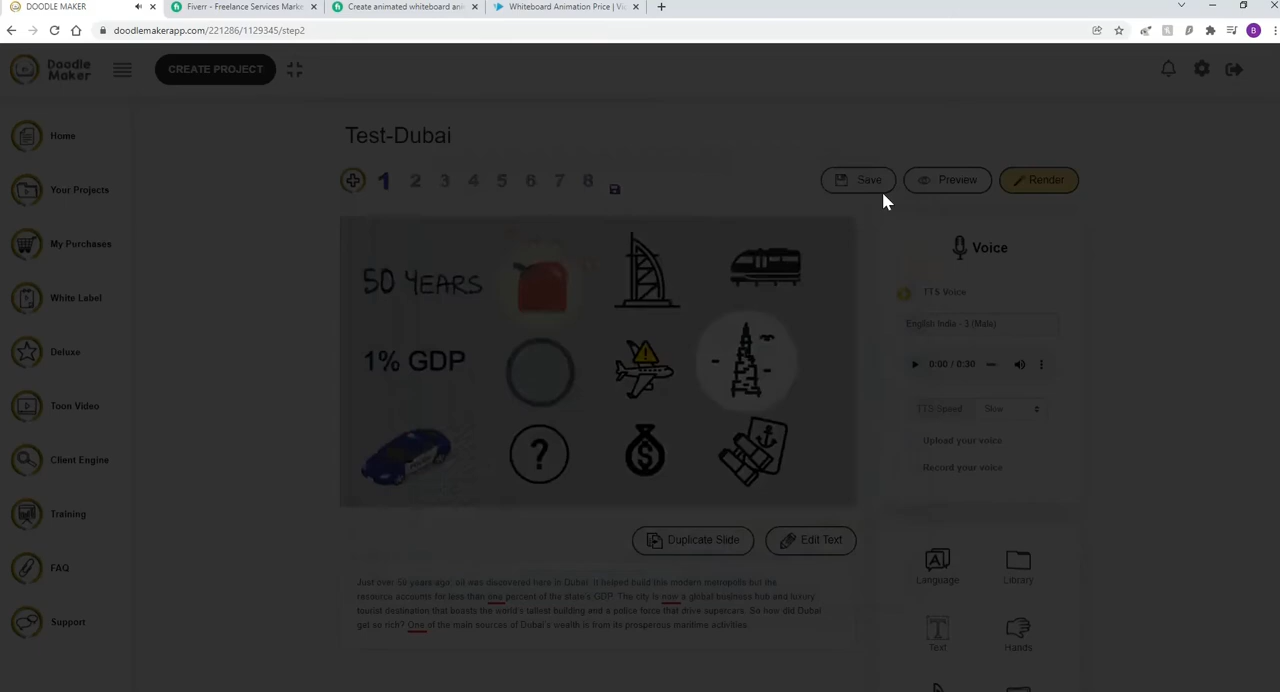 DOODLE MAKER
Fiverr - Freelance Services Marke
Create animated whiteboard ani
Whiteboard Animation Price | Vi
doodlemakerapp.com/221286/1129345/step2
B
Doodle
Maker
CREATE PROJECT
Home
Your Projects
My Purchases
White Label
Deluxe
Toon Video
Client Engine
Training
FAQ
Support
Test-Dubai
1 2 3 4 5 6 7 8
Save
Preview
Render
50 YEARS
1% GDP
?
$
Duplicate Slide
Edit Text
Just over 50 years ago, oil was discovered here in Dubai. It helped build this modern metropolis but the
resource accounts for less than one percent of the state's GDP. The city is now a global business hub and luxury
tourist destination that boasts the world's tallest building and a police force that drive supercars. So now did Dubai
get so rich? One of the main sources of Dubai's wealth is from its prosperous maritime activities.
Voice
TTS Voice
English India - 3 (Male)
0:00 / 0:30
TTS Speed
Slow
Upload your voice
Record your voice
Language
Library
Text
Hands